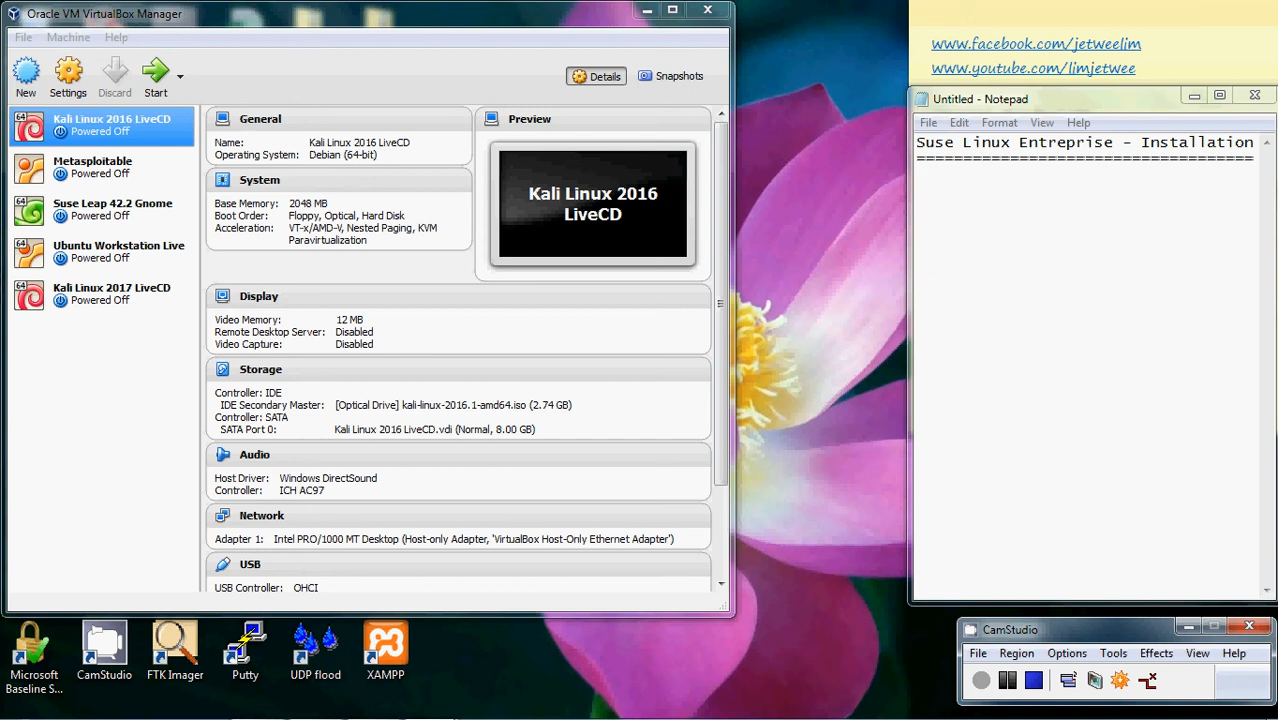 Oracle VM VirtualBox Manager
File Machine Help
New Settings Discard Start
Details Snapshots
64 Kali Linux 2016 LiveCD
Powered Off
Metasploitable
Powered Off
64 Suse Leap 42.2 Gnome
Powered Off
64 Ubuntu Workstation Live
Powered Off
64 Kali Linux 2017 LiveCD
Powered Off
General
Name: Kali Linux 2016 LiveCD
Operating System: Debian (64-bit)
System
Base Memory: 2048 MB
Boot Order: Floppy, Optical, Hard Disk
Acceleration: VT-x/AMD-V, Nested Paging, KVM
Paravirtualization
Preview
Kali Linux 2016
LiveCD
Display
Video Memory: 12 MB
Remote Desktop Server: Disabled
Video Capture: Disabled
Storage
Controller: IDE
IDE Secondary Master: [Optical Drive] kali-linux-2016.1-amd64.iso (2.74 GB)
Controller: SATA
SATA Port 0: Kali Linux 2016 LiveCD.vdi (Normal, 8.00 GB)
Audio
Host Driver: Windows DirectSound
Controller: ICH AC97
Network
Adapter 1: Intel PRO/1000 MT Desktop (Host-only Adapter, 'VirtualBox Host-Only Ethernet Adapter')
USB
USB Controller: OHCI
www.facebook.com/jetweelim
www.youtube.com/limjetwee
Untitled - Notepad
File Edit Format View Help
Suse Linux Entreprise - Installation
====================================
Microsoft
Baseline S...
CamStudio
FTK Imager
Putty
UDP flood
XAMPP
CamStudio
File Region Options Tools Effects View Help